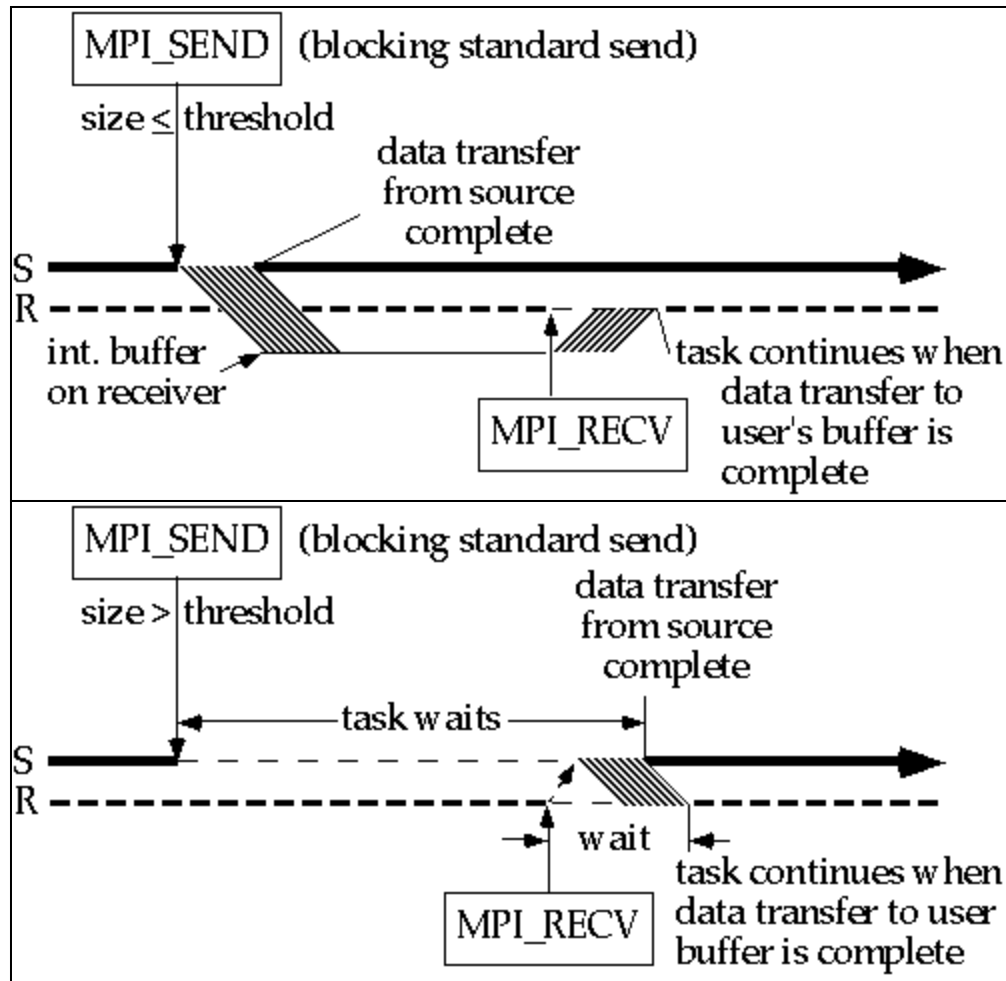 MPI_SEND (blocking standard send)
size ≤ threshold
data transfer
from source
complete
S
R
int. buffer
on receiver
MPI_RECV
task continues when
data transfer to
user's buffer is
complete
MPI_SEND (blocking standard send)
size > threshold
data transfer
from source
complete
task waits
S
R
wait
MPI_RECV
task continues when
data transfer to user
buffer is complete